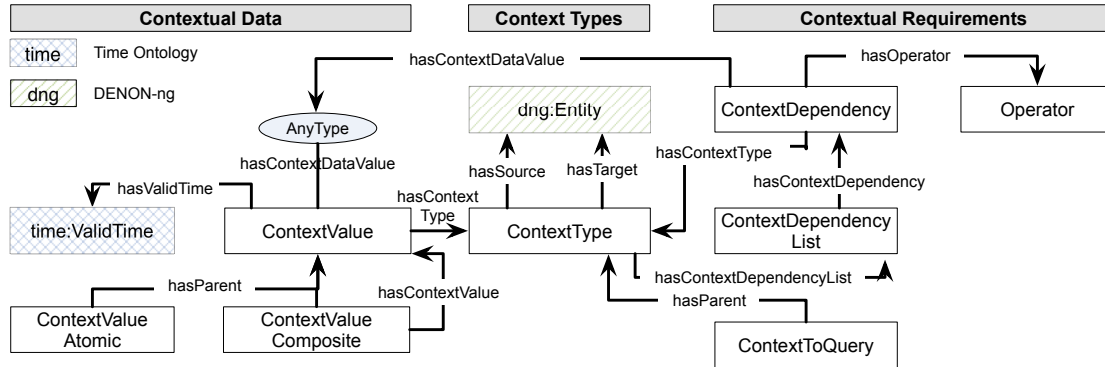 Contextual Data
Context Types
Contextual Requirements
time
Time Ontology
dng
DENON-ng
hasContextDataValue
hasOperator
dng:Entity
ContextDependency
Operator
AnyType
hasContextDataValue
hasSource
hasTarget
hasContextType
hasContextDependency
hasValidTime
hasContext
Type
time:ValidTime
ContextValue
ContextType
ContextDependency
List
hasContextDependencyList
hasParent
hasContextValue
hasParent
ContextValue
Atomic
ContextValue
Composite
ContextToQuery